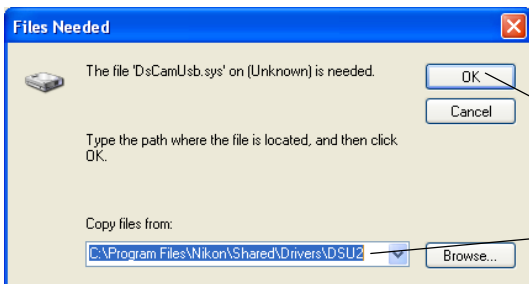 Files Needed
The file 'DsCamUsb.sys' on (Unknown) is needed.
OK
Cancel
Type the path where the file is located, and then click
OK.
Copy files from:
C:\Program Files\Nikon\Shared\Drivers\DSU2
Browse...